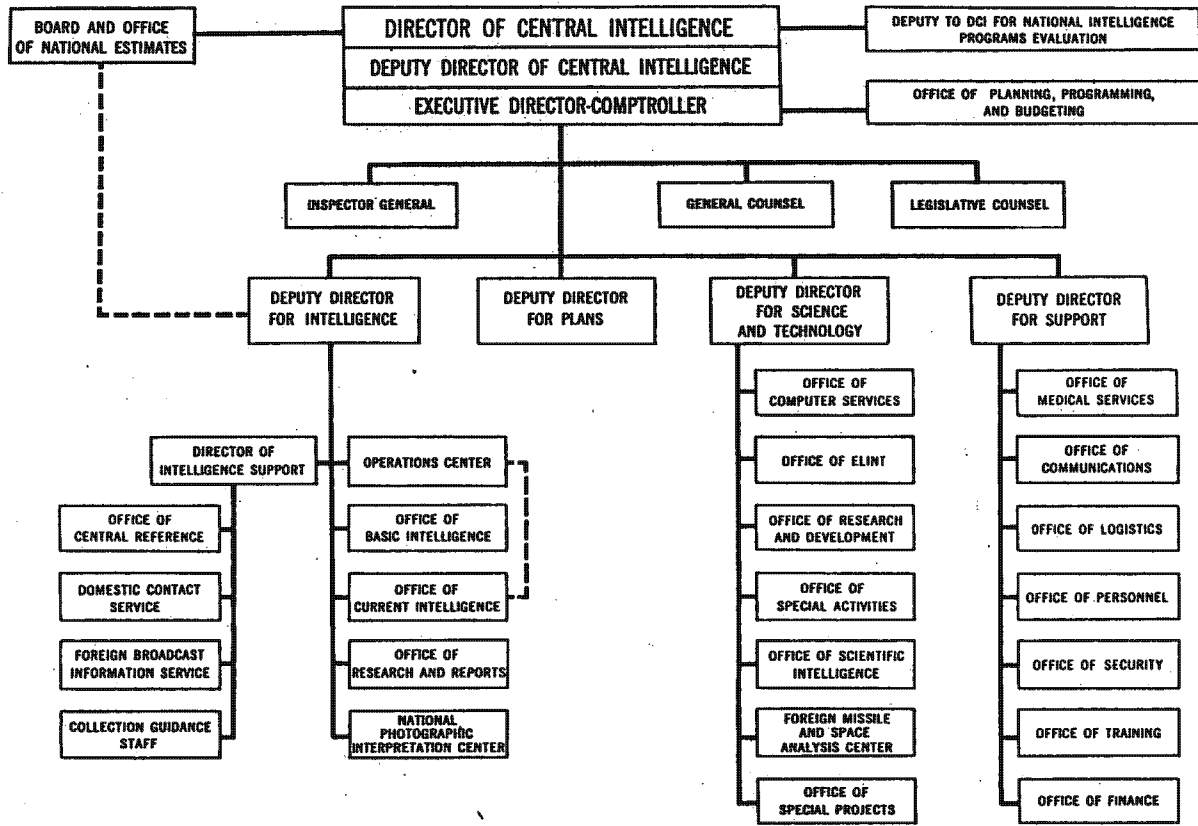 BOARD AND OFFICE
OF NATIONAL ESTIMATES
DIRECTOR OF CENTRAL INTELLIGENCE
DEPUTY DIRECTOR OF CENTRAL INTELLIGENCE
EXECUTIVE DIRECTOR-COMPTROLLER
DEPUTY TO DCI FOR NATIONAL INTELLIGENCE
PROGRAMS EVALUATION
OFFICE OF PLANNING, PROGRAMMING,
AND BUDGETING
INSPECTOR GENERAL
GENERAL COUNSEL
LEGISLATIVE COUNSEL
DEPUTY DIRECTOR
FOR INTELLIGENCE
DEPUTY DIRECTOR
FOR PLANS
DEPUTY DIRECTOR
FOR SCIENCE
AND TECHNOLOGY
DEPUTY DIRECTOR
FOR SUPPORT
DIRECTOR OF
INTELLIGENCE SUPPORT
OFFICE OF
CENTRAL REFERENCE
DOMESTIC CONTACT
SERVICE
FOREIGN BROADCAST
INFORMATION SERVICE
COLLECTION GUIDANCE
STAFF
OPERATIONS CENTER
OFFICE OF
BASIC INTELLIGENCE
OFFICE OF
CURRENT INTELLIGENCE
OFFICE OF
RESEARCH AND REPORTS
NATIONAL
PHOTOGRAPHIC
INTERPRETATION CENTER
OFFICE OF
COMPUTER SERVICES
OFFICE OF ELINT
OFFICE OF RESEARCH
AND DEVELOPMENT
OFFICE OF
SPECIAL ACTIVITIES
OFFICE OF SCIENTIFIC
INTELLIGENCE
FOREIGN MISSILE
AND SPACE
ANALYSIS CENTER
OFFICE OF
SPECIAL PROJECTS
OFFICE OF
MEDICAL SERVICES
OFFICE OF
COMMUNICATIONS
OFFICE OF LOGISTICS
OFFICE OF PERSONNEL
OFFICE OF SECURITY
OFFICE OF TRAINING
OFFICE OF FINANCE